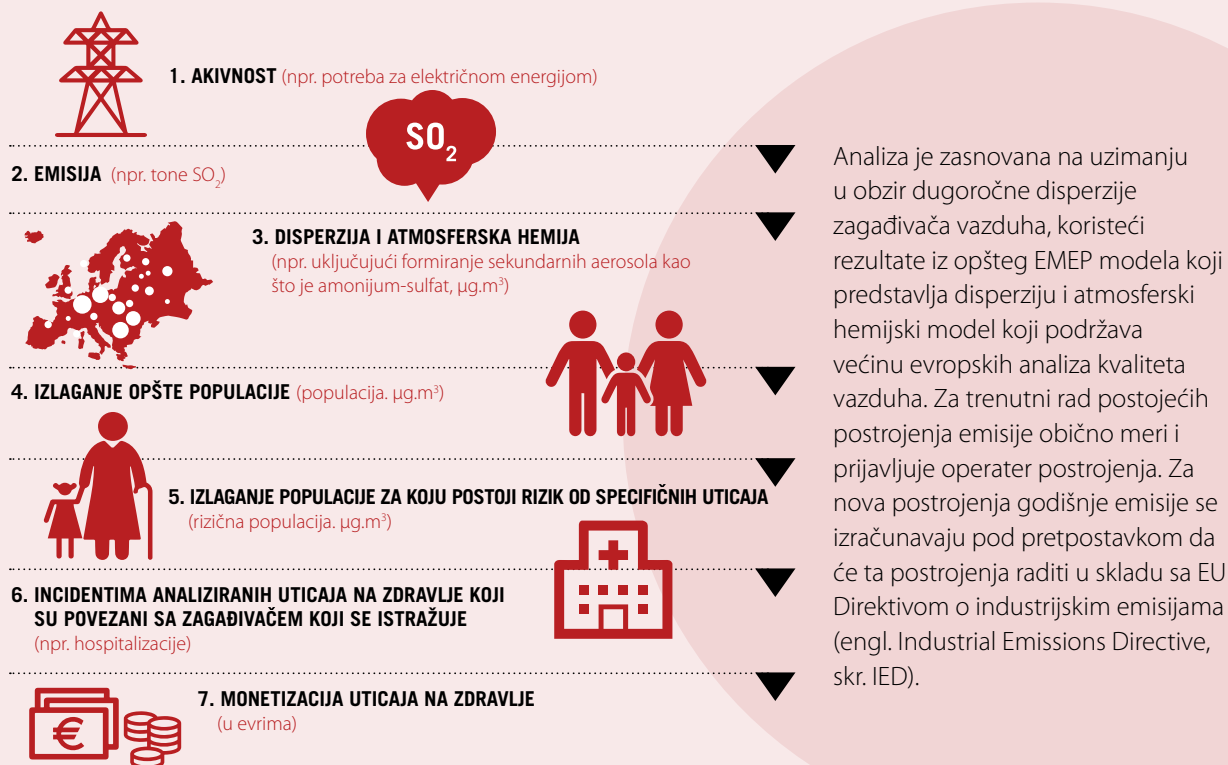 1. AKIVNOST (npr. potreba za električnom energijom)
SO₂
2. EMISIJA (npr. tone SO₂)
3. DISPERZIJA I ATMOSFERSKA HEMIJA
(npr. uključujući formiranje sekundarnih aerosola kao
što je amonijum-sulfat, µg.m³)
4. IZLAGANJE OPŠTE POPULACIJE (populacija. µg.m³)
5. IZLAGANJE POPULACIJE ZA KOJU POSTOJI RIZIK OD SPECIFIČNIH UTICAJA
(rizična populacija. µg.m³)
6. INCIDENTIMA ANALIZIRANIH UTICAJA NA ZDRAVLJE KOJI
SU POVEZANI SA ZAGAĐIVAČEM KOJI SE ISTRAŽUJE
(npr. hospitalizacije)
7. MONETIZACIJA UTICAJA NA ZDRAVLJE
(u evrima)
€
Analiza je zasnovana na uzimanju
u obzir dugoročne disperzije
zagađivača vazduha, koristeći
rezultate iz opšteg EMEP modela koji
predstavlja disperziju i atmosferski
hemijski model koji podržava
većinu evropskih analiza kvaliteta
vazduha. Za trenutni rad postojećih
postrojenja emisije obično meri i
prijavljuje operater postrojenja. Za
nova postrojenja godišnje emisije se
izračunavaju pod pretpostavkom da
će ta postrojenja raditi u skladu sa EU
Direktivom o industrijskim emisijama
(engl. Industrial Emissions Directive,
skr. IED).